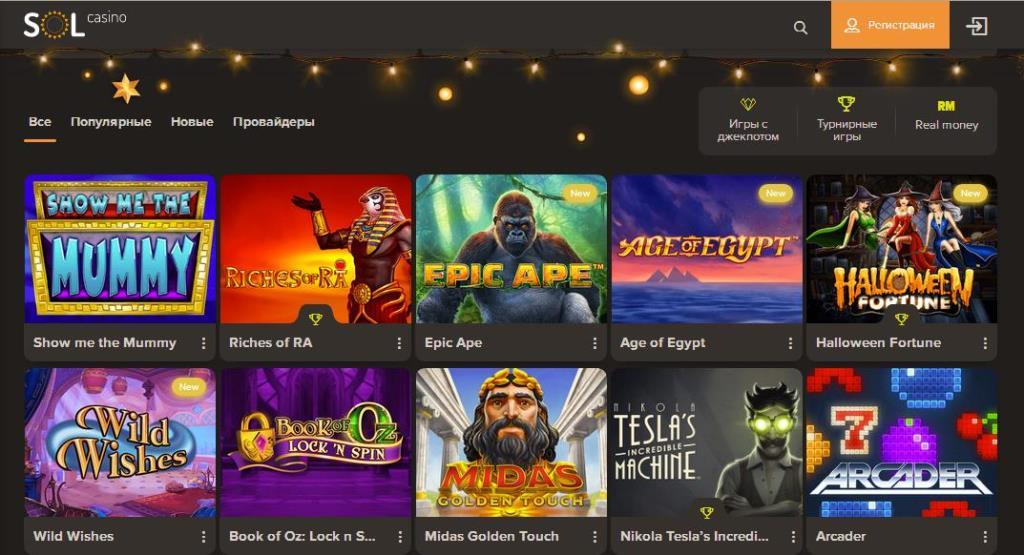 SOL casino
Регистрация
Все Популярные Новые Провайдеры
Игры с
джекпотом
Турнирные
игры
RM
Real money
SHOW ME THE
MUMMY
RICHES OF RA
New
EPIC APE™
New
AGE OF EGYPT™
New
HALLOWEEN
FORTUNE
Show me the Mummy
Riches of RA
Epic Ape
Age of Egypt
Halloween Fortune
New
Wild
Wishes
BOOK OF OZ
LOCK 'N SPIN
MIDAS
GOLDEN TOUCH
NIKOLA
TESLA'S
INCREDIBLE
MACHINE
7
ARCADER
Wild Wishes
Book of Oz: Lock n S...
Midas Golden Touch
Nikola Tesla's Incredi...
Arcader